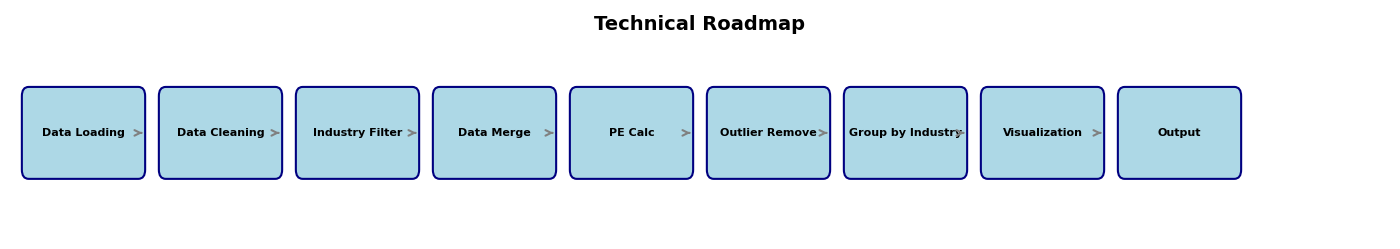 Technical Roadmap
Data Loading
Data Cleaning
Industry Filter
Data Merge
PE Calc
Outlier Remove
Group by Industry
Visualization
Output